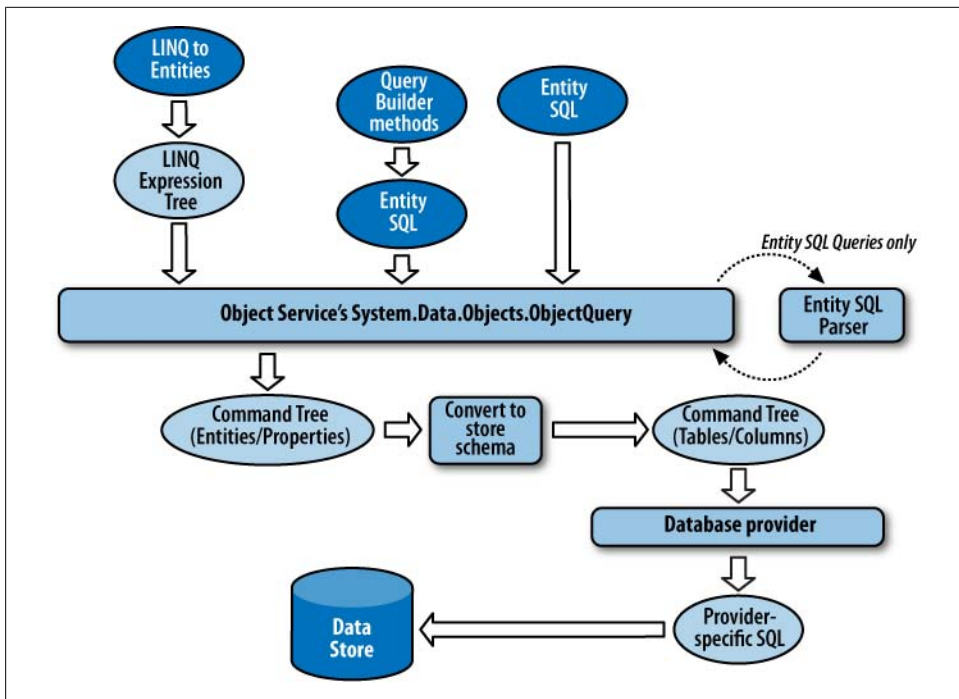 LINQ to
Entities
Query
Builder
methods
Entity
SQL
LINQ
Expression
Tree
Entity
SQL
Entity SQL Queries only
Object Service's System.Data.Objects.ObjectQuery
Entity SQL
Parser
Command Tree
(Entities/Properties)
Convert to
store
schema
Command Tree
(Tables/Columns)
Database provider
Data
Store
Provider-
specific SQL